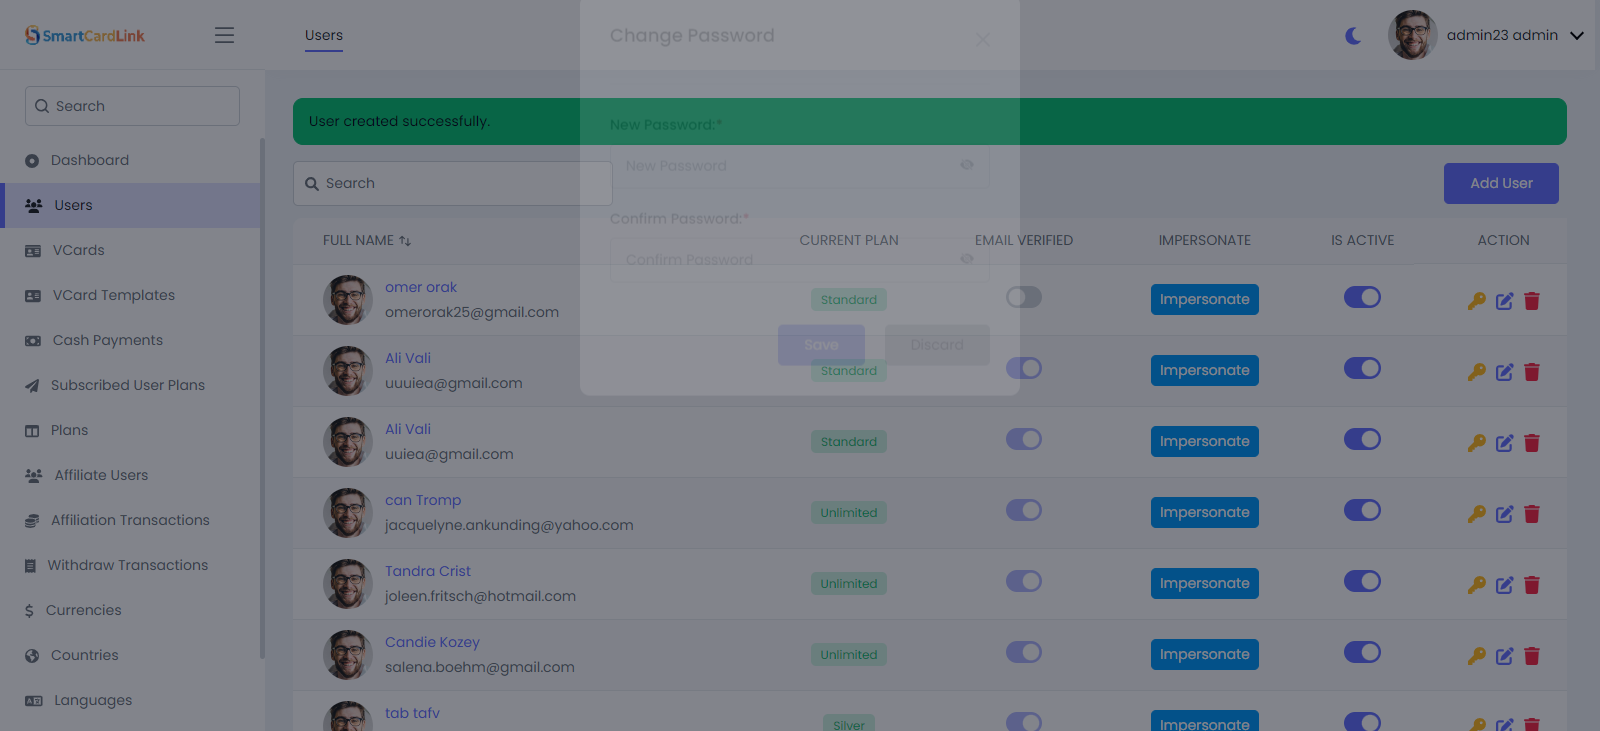 SmartCardLink
Users
Change Password
admin23 admin
Search
User created successfully.
New Password:*
New Password
Search
Add User
Confirm Password:*
Confirm Password
FULL NAME
CURRENT PLAN
EMAIL VERIFIED
IMPERSONATE
IS ACTIVE
ACTION
Dashboard
Users
VCards
VCard Templates
Cash Payments
Subscribed User Plans
Plans
Affiliate Users
Affiliation Transactions
Withdraw Transactions
$ Currencies
Countries
Languages
omer orak
omerorak25@gmail.com
Standard
Impersonate
Save
Discard
Ali Vali
uuuiea@gmail.com
Standard
Impersonate
Ali Vali
uuiea@gmail.com
Standard
Impersonate
can Tromp
jacquelyne.ankunding@yahoo.com
Unlimited
Impersonate
Tandra Crist
joleen.fritsch@hotmail.com
Unlimited
Impersonate
Candie Kozey
salena.boehm@gmail.com
Unlimited
Impersonate
tab tafv
Silver
Impersonate